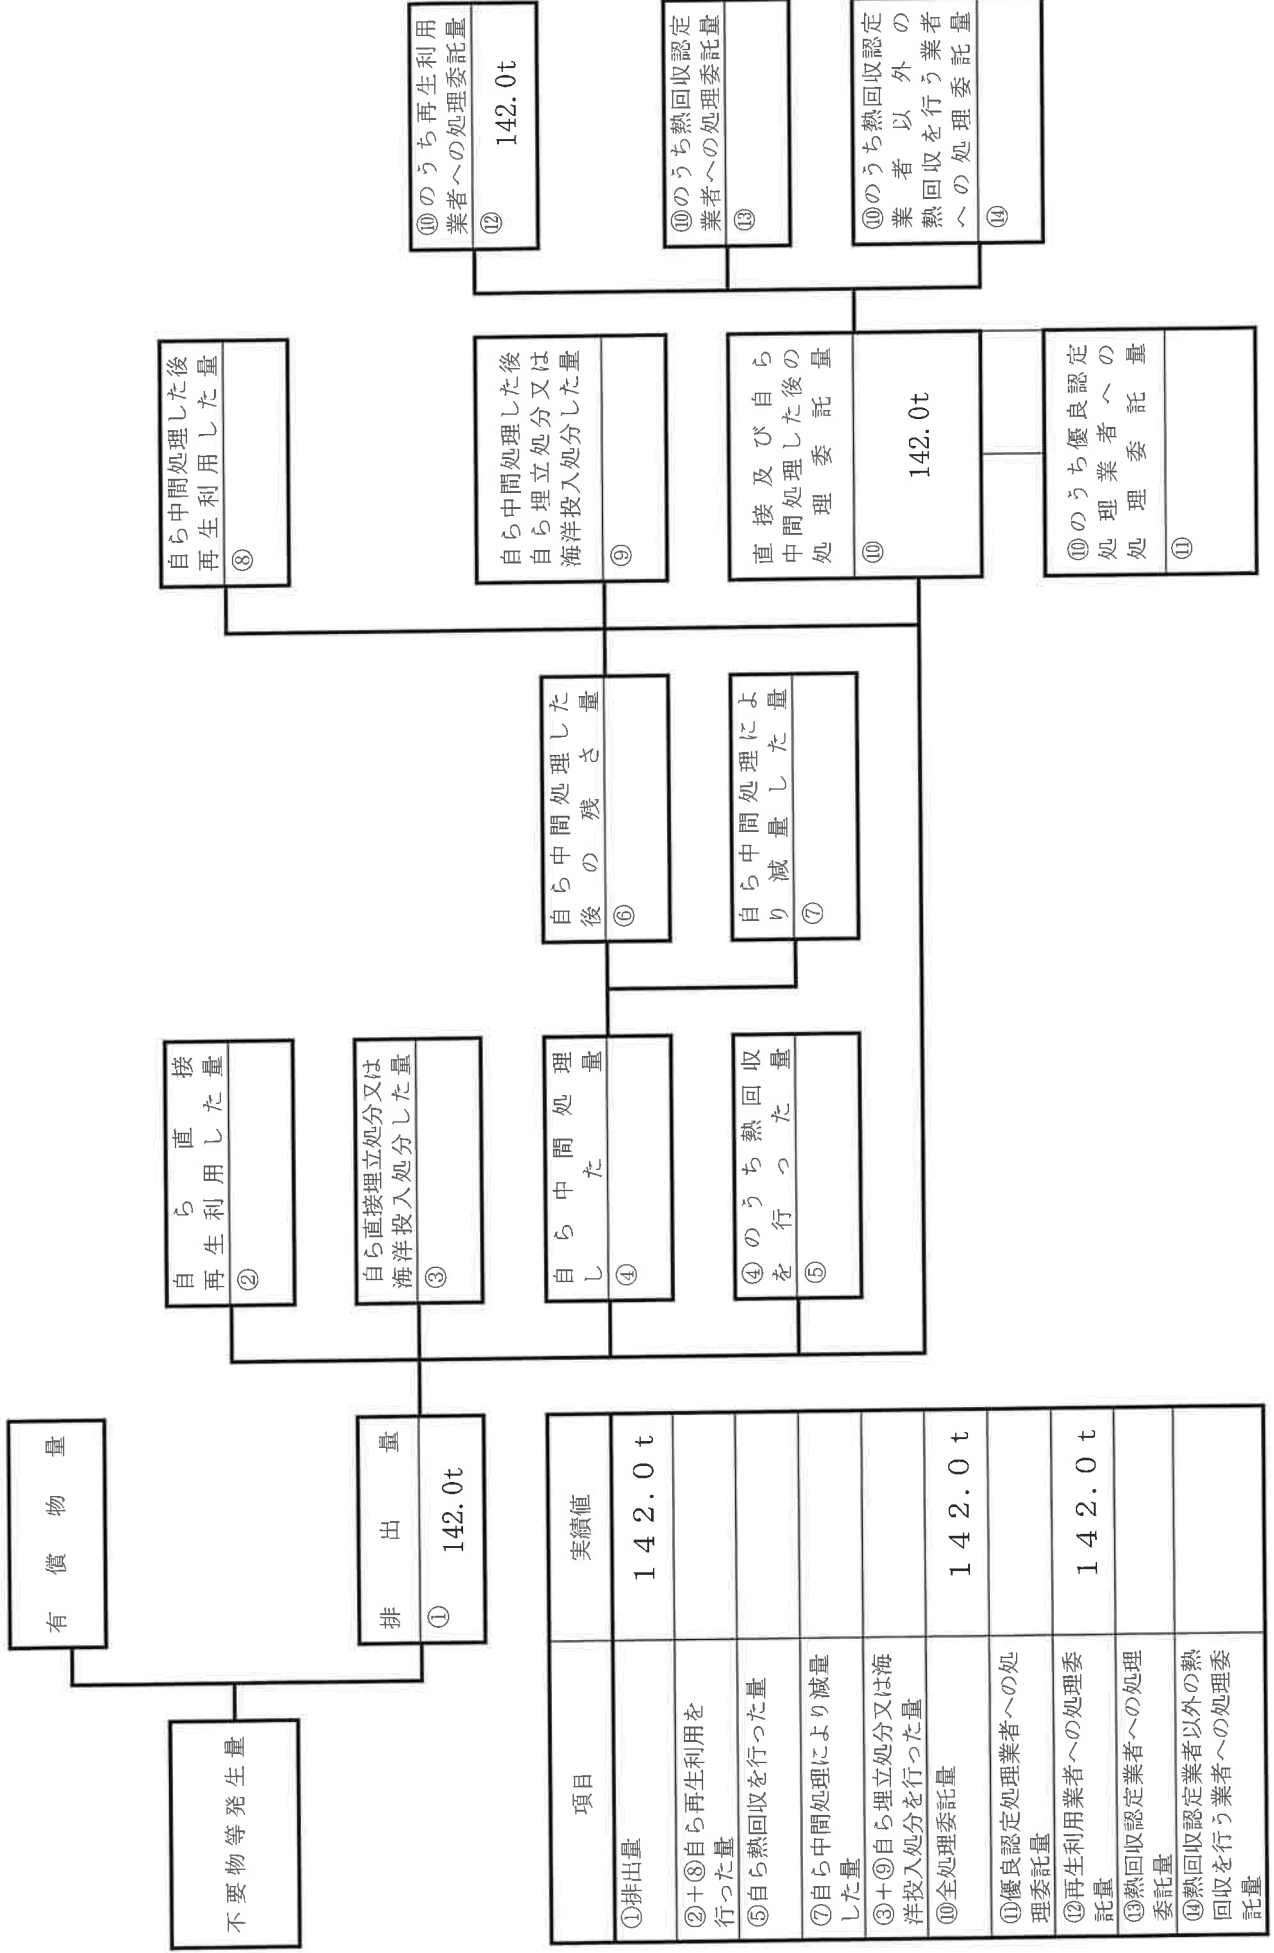 有償物量
不要物等発生量
排出量
① 142.0t
自ら直接
再生利用した量
②
自ら直接埋立処分又は
海洋投入処分した量
③
自ら中間処理
した量
④
④のうち熱回収
を行った量
⑤
自ら中間処理した
後の残さ量
⑥
自ら中間処理によ
り減量した量
⑦
自ら中間処理した後
再生利用した量
⑧
自ら中間処理した後
自ら埋立処分又は
海洋投入処分した量
⑨
直接及び自ら
中間処理した後の
処理委託量
⑩
142.0t
⑩のうち優良認定
処理業者への
処理委託量
⑪
⑩のうち再生利用
業者への処理委託量
⑫ 142.0t
⑩のうち熱回収認定
業者への処理委託量
⑬
⑩のうち熱回収認定
業者以外の
熱回収を行う業者
への処理委託量
⑭
項目 実績値
①排出量 142.0t
②+⑧自ら再生利用を
行った量
⑤自ら熱回収を行った量
⑦自ら中間処理により減量
した量
③+⑨自ら埋立処分又は海
洋投入処分を行った量
⑩全処理委託量 142.0t
⑪優良認定処理業者への処
理委託量
⑫再生利用業者への処理委
託量 142.0t
⑬熱回収認定業者への処理
委託量
⑭熱回収認定業者以外の熱
回収を行う業者への処理委
託量